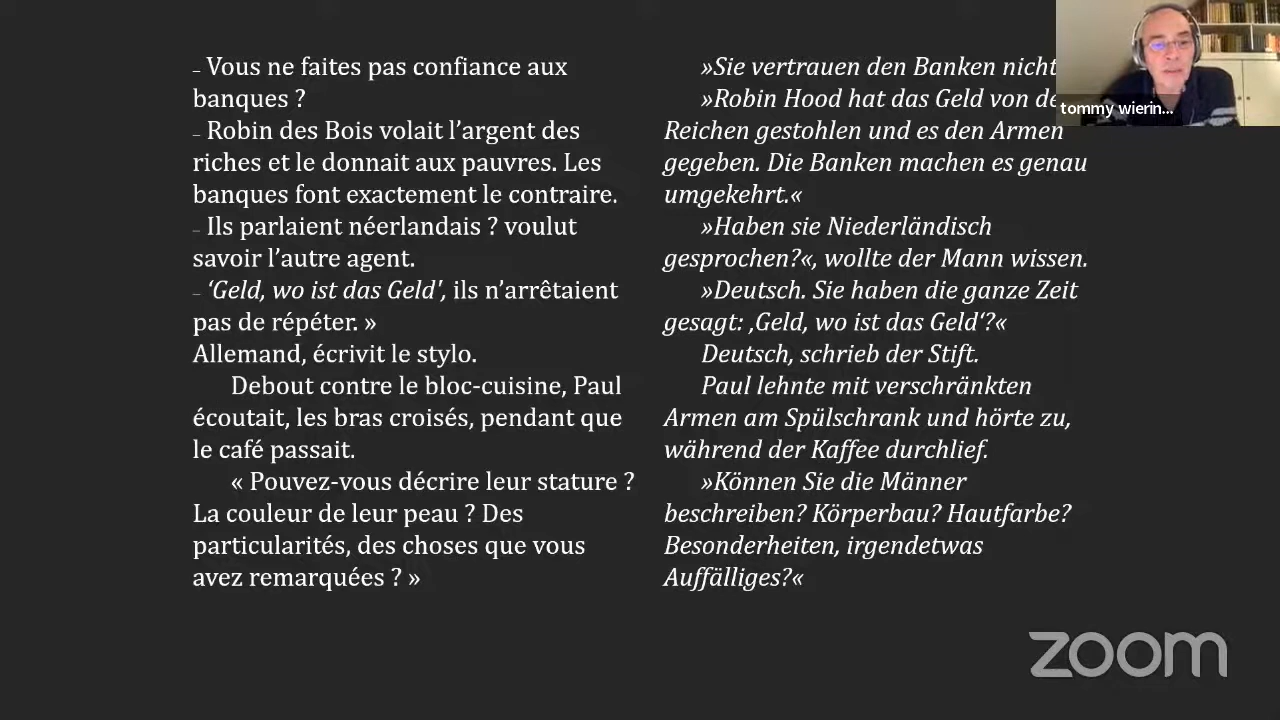 – Vous ne faites pas confiance aux
banques ?
– Robin des Bois volait l’argent des
riches et le donnait aux pauvres. Les
banques font exactement le contraire.
– Ils parlaient néerlandais ? voulut
savoir l’autre agent.
– ‘Geld, wo ist das Geld', ils n’arrêtaient
pas de répéter. »
Allemand, écrivit le stylo.
Debout contre le bloc-cuisine, Paul
écoutait, les bras croisés, pendant que
le café passait.
« Pouvez-vous décrire leur stature ?
La couleur de leur peau ? Des
particularités, des choses que vous
avez remarquées ? »
»Sie vertrauen den Banken nicht
»Robin Hood hat das Geld von
Reichen gestohlen und es den Armen
gegeben. Die Banken machen es genau
umgekehrt.«
»Haben sie Niederländisch
gesprochen?«, wollte der Mann wissen.
»Deutsch. Sie haben die ganze Zeit
gesagt: ‚Geld, wo ist das Geld‘?«
Deutsch, schrieb der Stift.
Paul lehnte mit verschränkten
Armen am Spülschrank und hörte zu,
während der Kaffee durchlief.
»Können Sie die Männer
beschreiben? Körperbau? Hautfarbe?
Besonderheiten, irgendetwas
Auffälliges?«
tommy wierin...
zoom